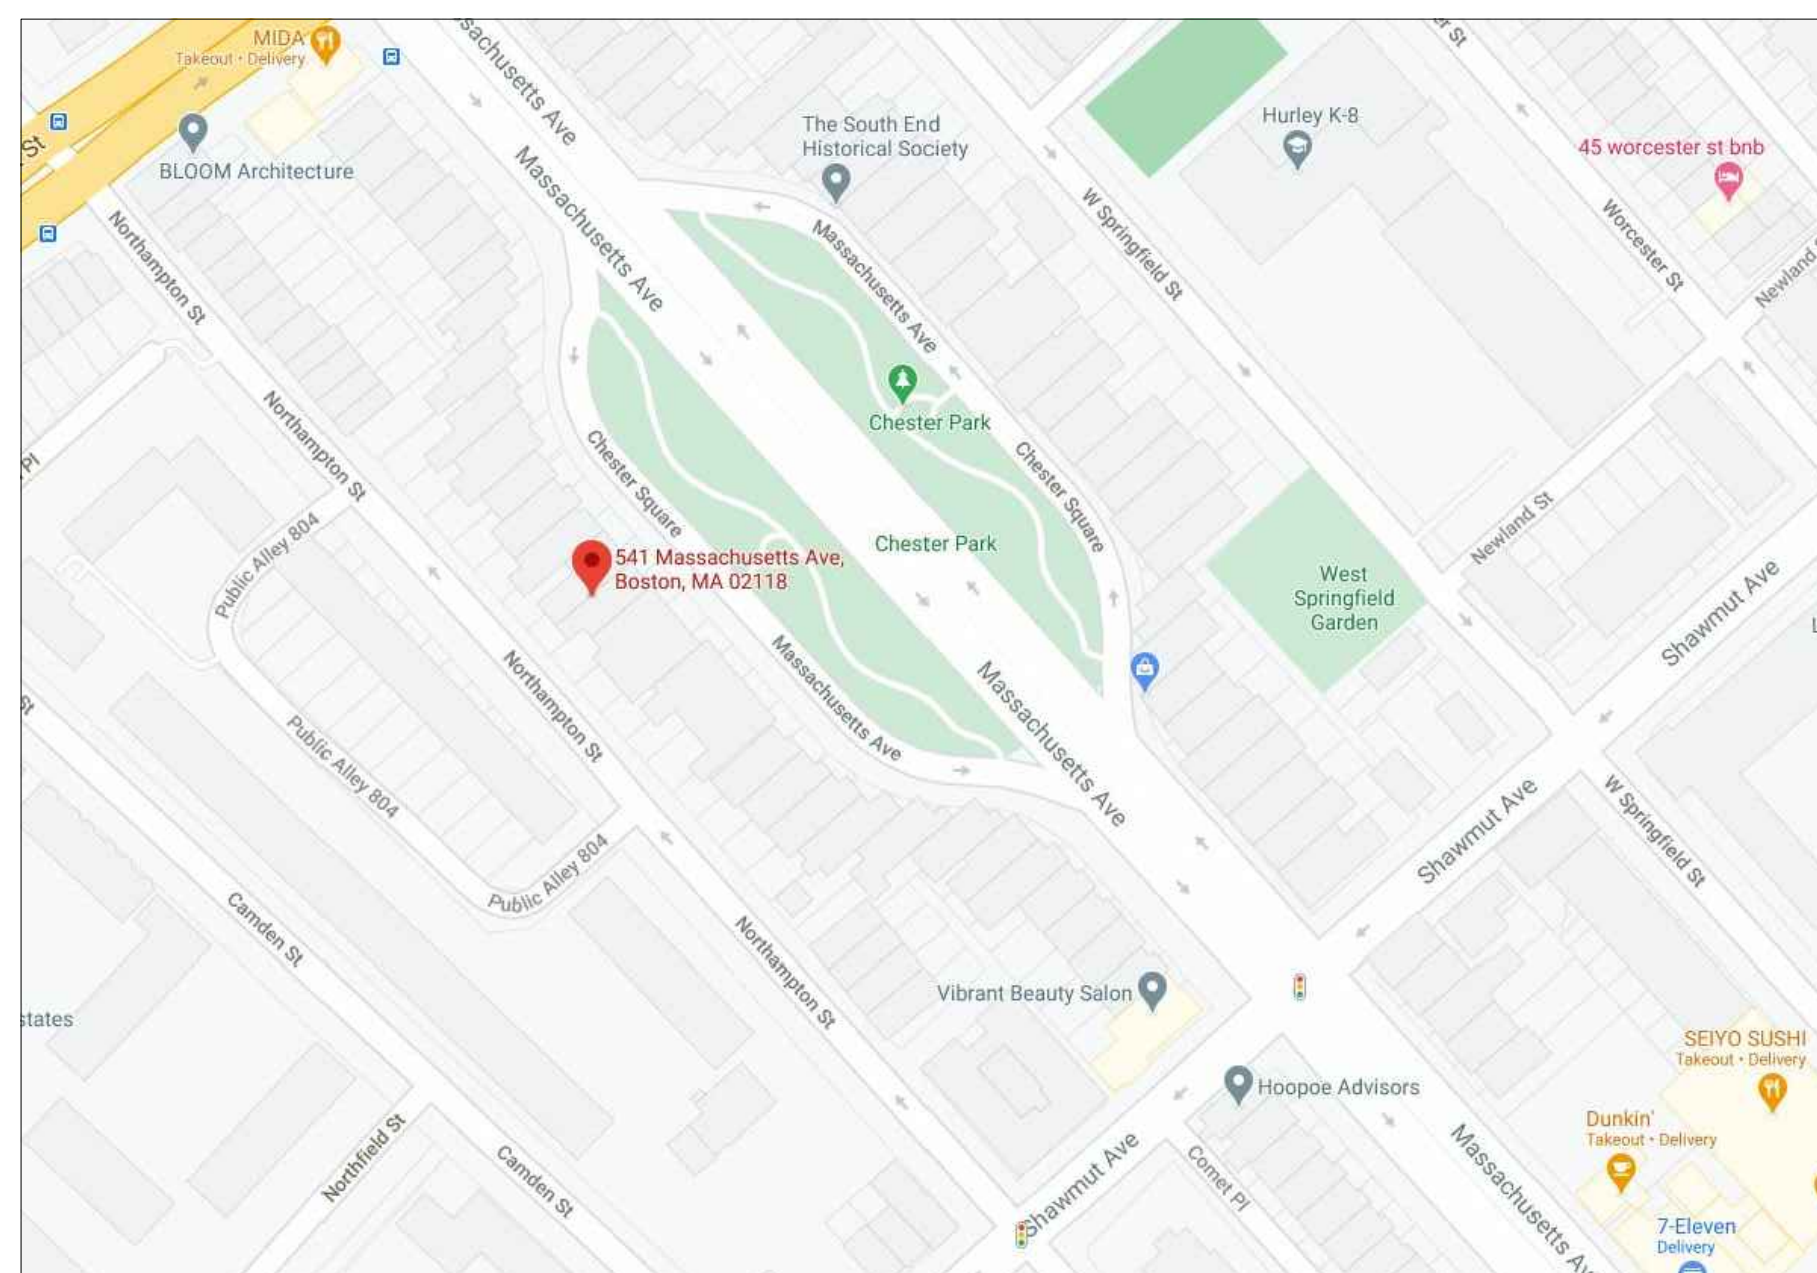 MIDA
Takeout • Delivery
BLOOM Architecture
St
Massachusetts Ave
The South End
Historical Society
Hurley K-8
45 worcester st bnb
Northampton St
Massachusetts Ave
Massachusetts Ave
W Springfield St
Worcester St
Newland
Chester Park
Northampton St
Chester Square
Chester Square
Pl
Chester Park
Newland St
Public Alley 804
541 Massachusetts Ave,
Boston, MA 02118
West
Springfield
Garden
Shawmut Ave
St
Northampton St
Massachusetts Ave
Massachusetts Ave
Public Alley 804
Shawmut Ave
W Springfield St
Public Alley 804
Camden St
Northampton St
Vibrant Beauty Salon
states
SEIYO SUSHI
Takeout • Delivery
Hoopoe Advisors
Dunkin'
Takeout • Delivery
Northfield St
Camden St
Shawmut Ave
Comet Pl
Massachusetts Av
7-Eleven
Delivery